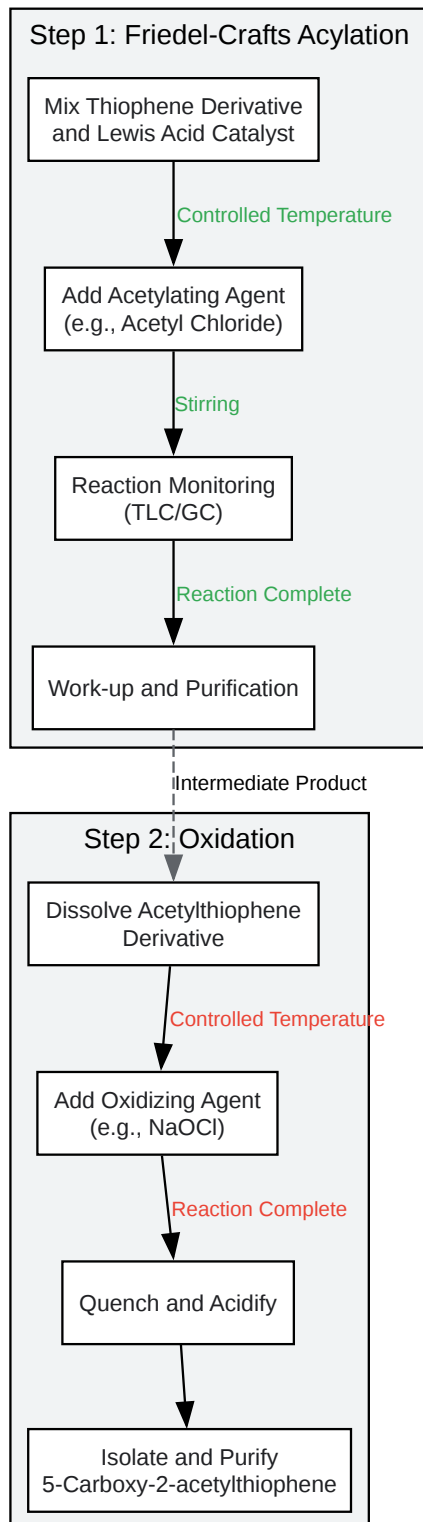 Step 1: Friedel-Crafts Acylation
Mix Thiophene Derivative
and Lewis Acid Catalyst
Controlled Temperature
Add Acetylating Agent
(e.g., Acetyl Chloride)
Stirring
Reaction Monitoring
(TLC/GC)
Reaction Complete
Work-up and Purification
Intermediate Product
Step 2: Oxidation
Dissolve Acetylthiophene
Derivative
Controlled Temperature
Add Oxidizing Agent
(e.g., NaOCl)
Reaction Complete
Quench and Acidify
Isolate and Purify
5-Carboxy-2-acetylthiophene